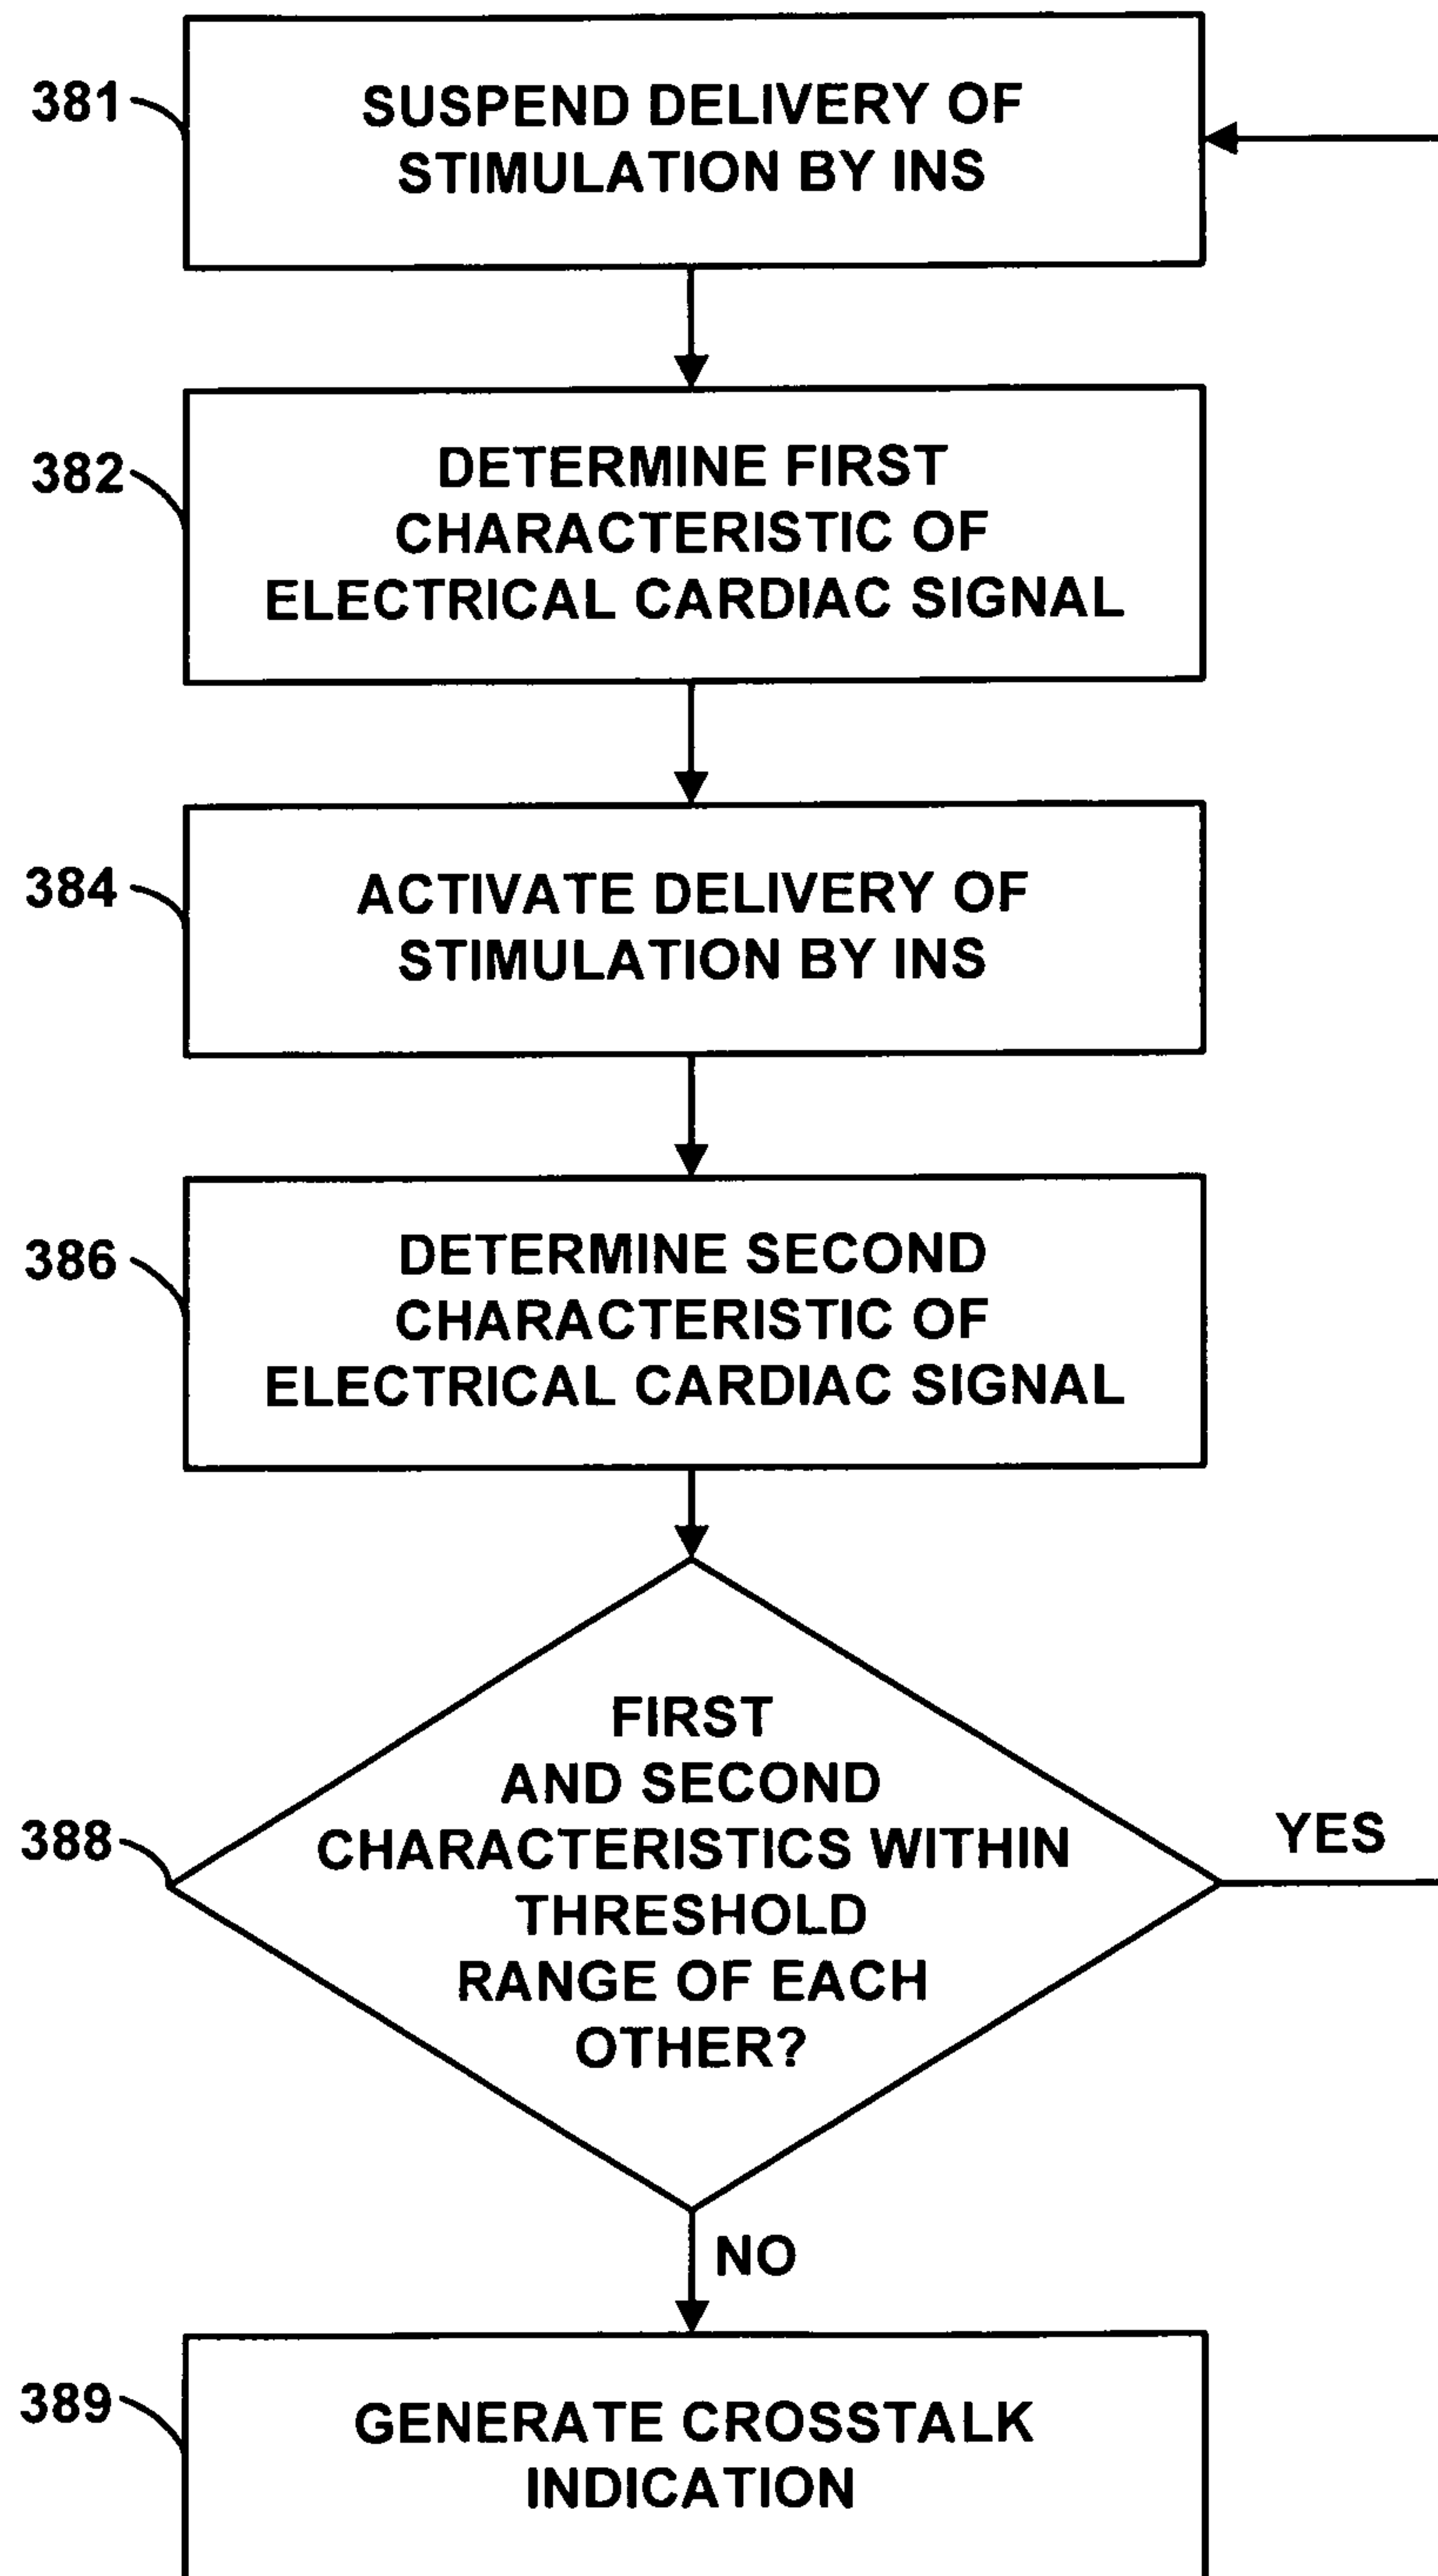 381
SUSPEND DELIVERY OF
STIMULATION BY INS
382
DETERMINE FIRST
CHARACTERISTIC OF
ELECTRICAL CARDIAC SIGNAL
384
ACTIVATE DELIVERY OF
STIMULATION BY INS
386
DETERMINE SECOND
CHARACTERISTIC OF
ELECTRICAL CARDIAC SIGNAL
388
FIRST
AND SECOND
CHARACTERISTICS WITHIN
THRESHOLD
RANGE OF EACH
OTHER?
YES
NO
389
GENERATE CROSSTALK
INDICATION